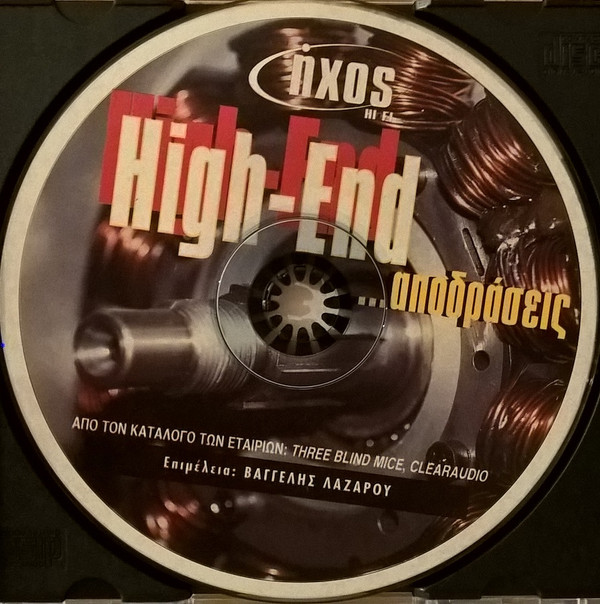 ήχος
HI FI
High-End
...αποδράσεις
ΑΠΟ ΤΟΝ ΚΑΤΑΛΟΓΟ ΤΩΝ ΕΤΑΙΡΙΩΝ: THREE BLIND MICE, CLEARAUDIO
Επιμέλεια: ΒΑΓΓΕΛΗΣ ΛΑΖΑΡΟΥ